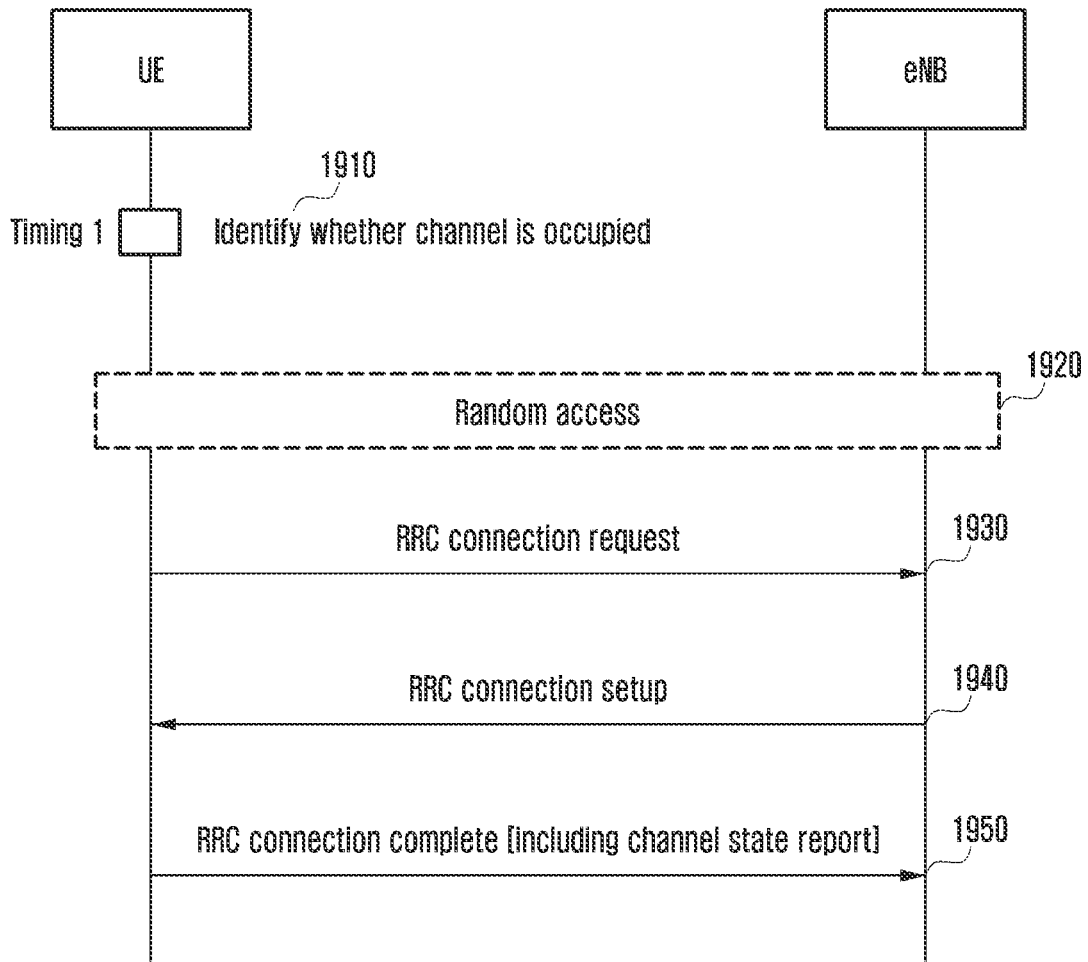 UE
eNB
1910
Timing 1
Identify whether channel is occupied
1920
Random access
1930
RRC connection request
1940
RRC connection setup
1950
RRC connection complete [including channel state report]